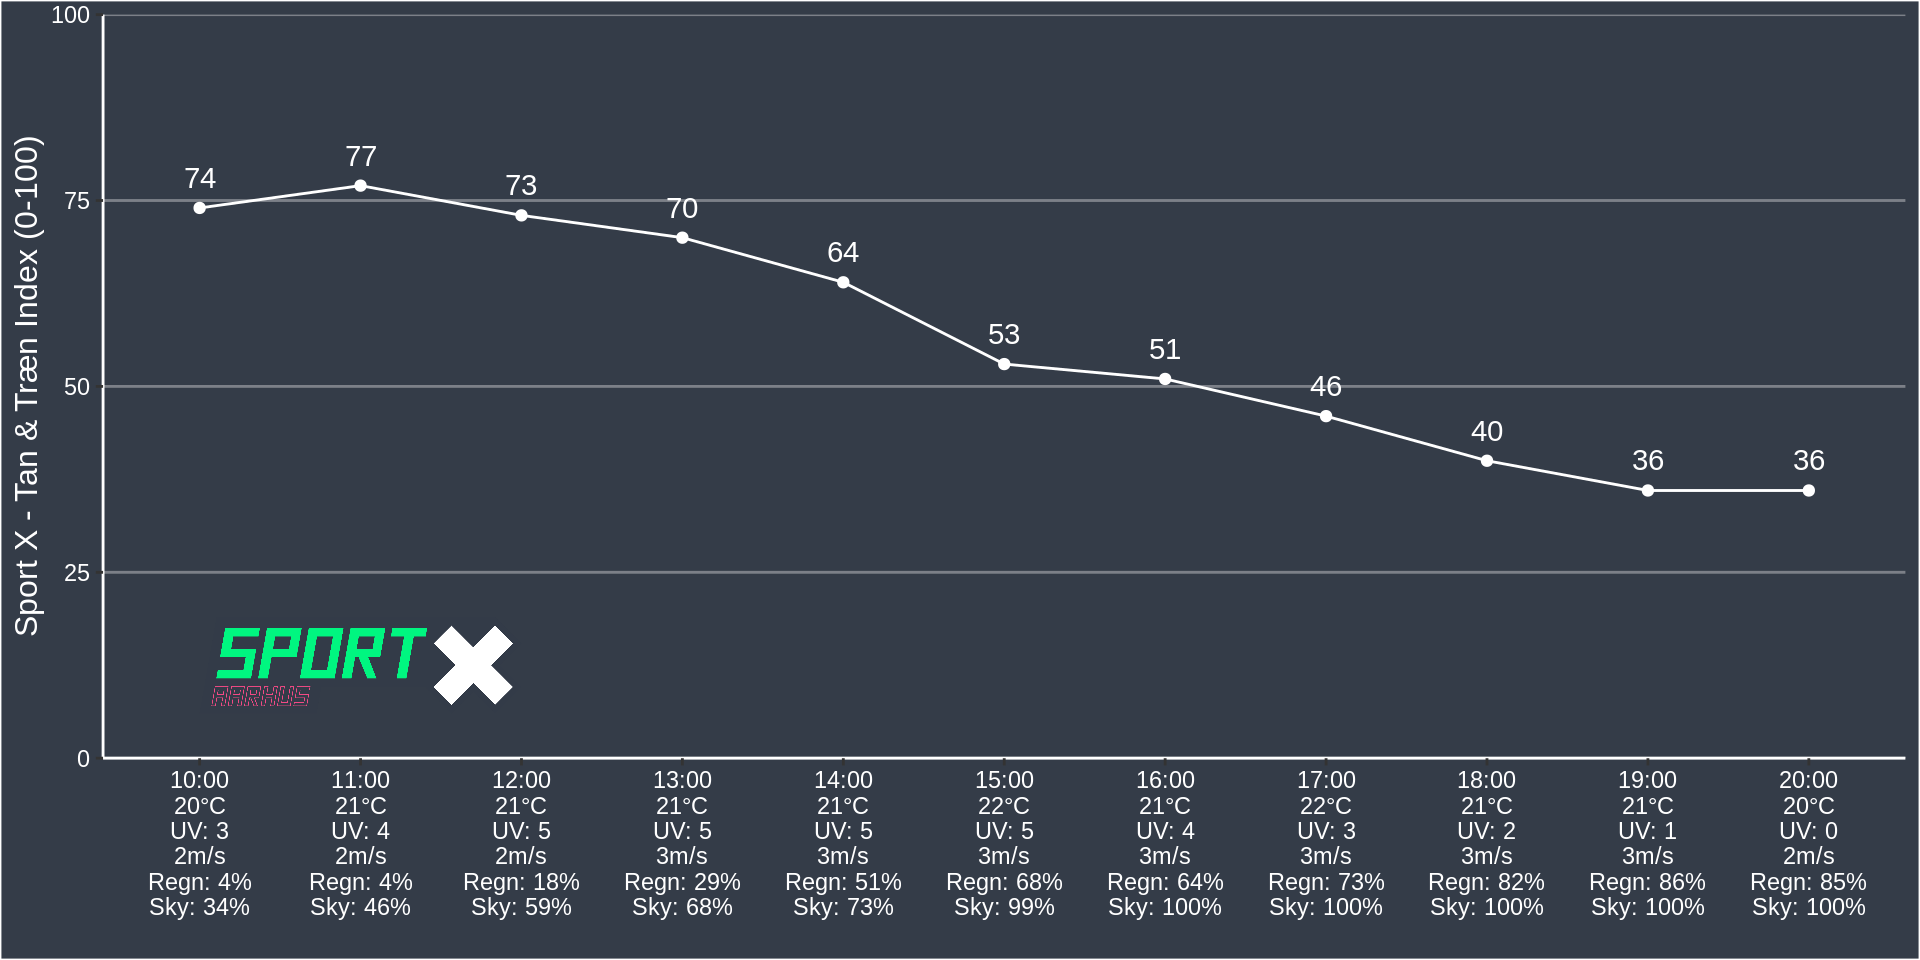 Sport X - Tan & Træn Index (0-100)
100
75
50
25
0
74
77
73
70
64
53
51
46
40
36
36
SPORT X
AARHUS
10:00 11:00 12:00 13:00 14:00 15:00 16:00 17:00 18:00 19:00 20:00
20°C 21°C 21°C 21°C 21°C 22°C 21°C 22°C 21°C 21°C 20°C
UV: 3 UV: 4 UV: 5 UV: 5 UV: 5 UV: 5 UV: 4 UV: 3 UV: 2 UV: 1 UV: 0
2m/s 2m/s 2m/s 3m/s 3m/s 3m/s 3m/s 3m/s 3m/s 3m/s 2m/s
Regn: 4% Regn: 4% Regn: 18% Regn: 29% Regn: 51% Regn: 68% Regn: 64% Regn: 73% Regn: 82% Regn: 86% Regn: 85%
Sky: 34% Sky: 46% Sky: 59% Sky: 68% Sky: 73% Sky: 99% Sky: 100% Sky: 100% Sky: 100% Sky: 100% Sky: 100%